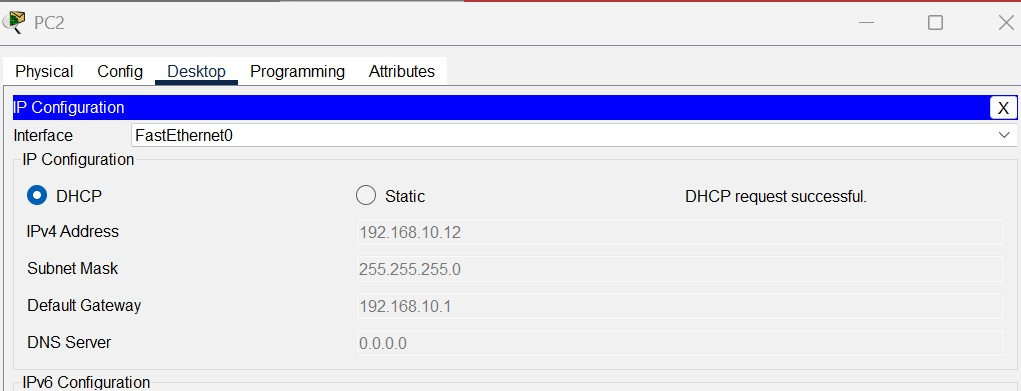 PC2
Physical Config Desktop Programming Attributes
IP Configuration X
Interface FastEthernet0
IP Configuration
DHCP Static DHCP request successful.
IPv4 Address 192.168.10.12
Subnet Mask 255.255.255.0
Default Gateway 192.168.10.1
DNS Server 0.0.0.0
IPv6 Configuration